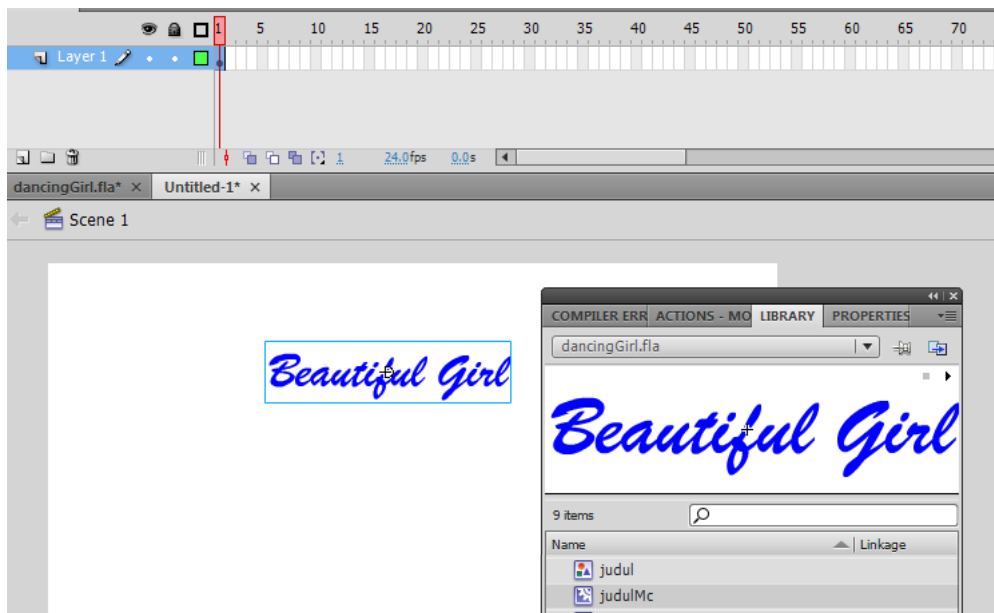 1 5 10 15 20 25 30 35 40 45 50 55 60 65 70
Layer 1
1 24.0fps 0.0s
dancingGirl.fla* × Untitled-1* ×
Scene 1
COMPILER ERR ACTIONS - MO LIBRARY PROPERTIES
dancingGirl.fla
Beautiful Girl
Beautiful Girl
9 items
Name Linkage
judul
judulMc